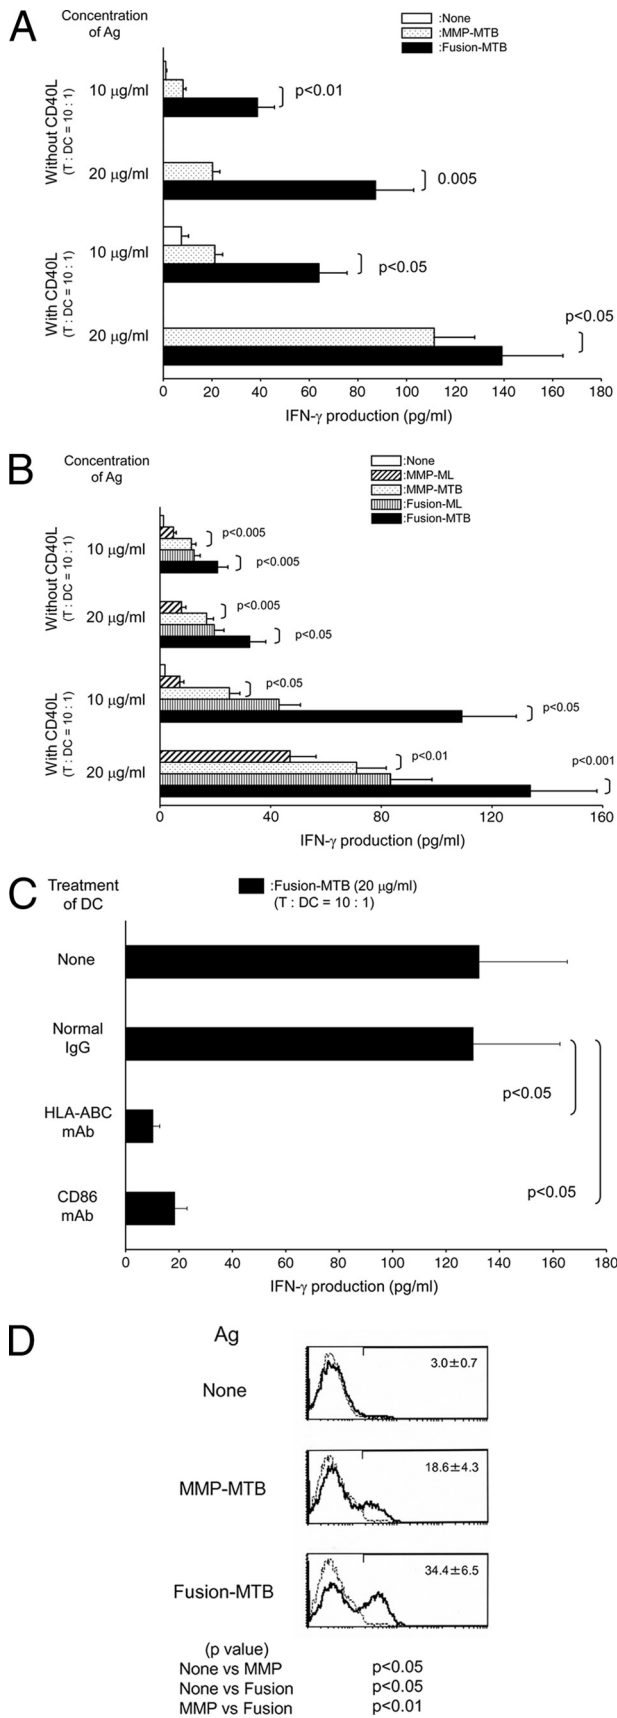 A
Concentration
of Ag
:None
:MMP-MTB
:Fusion-MTB
Without CD40L
(T : DC = 10 : 1)
10 μg/ml
p<0.01
20 μg/ml
0.005
With CD40L
(T : DC = 10 : 1)
10 μg/ml
p<0.05
20 μg/ml
p<0.05
0 20 40 60 80 100 120 140 160 180
IFN-γ production (pg/ml)
B
Concentration
of Ag
:None
:MMP-ML
:MMP-MTB
:Fusion-ML
:Fusion-MTB
Without CD40L
(T : DC = 10 : 1)
10 μg/ml
p<0.005
p<0.005
20 μg/ml
p<0.005
p<0.05
With CD40L
(T : DC = 10 : 1)
10 μg/ml
p<0.05
p<0.05
20 μg/ml
p<0.01
p<0.001
0 40 80 120 160
IFN-γ production (pg/ml)
C
Treatment
of DC
:Fusion-MTB (20 μg/ml)
(T : DC = 10 : 1)
None
Normal
IgG
HLA-ABC
mAb
CD86
mAb
p<0.05
p<0.05
0 20 40 60 80 100 120 140 160 180
IFN-γ production (pg/ml)
D
Ag
None
3.0±0.7
MMP-MTB
18.6±4.3
Fusion-MTB
34.4±6.5
(p value)
None vs MMP p<0.05
None vs Fusion p<0.05
MMP vs Fusion p<0.01